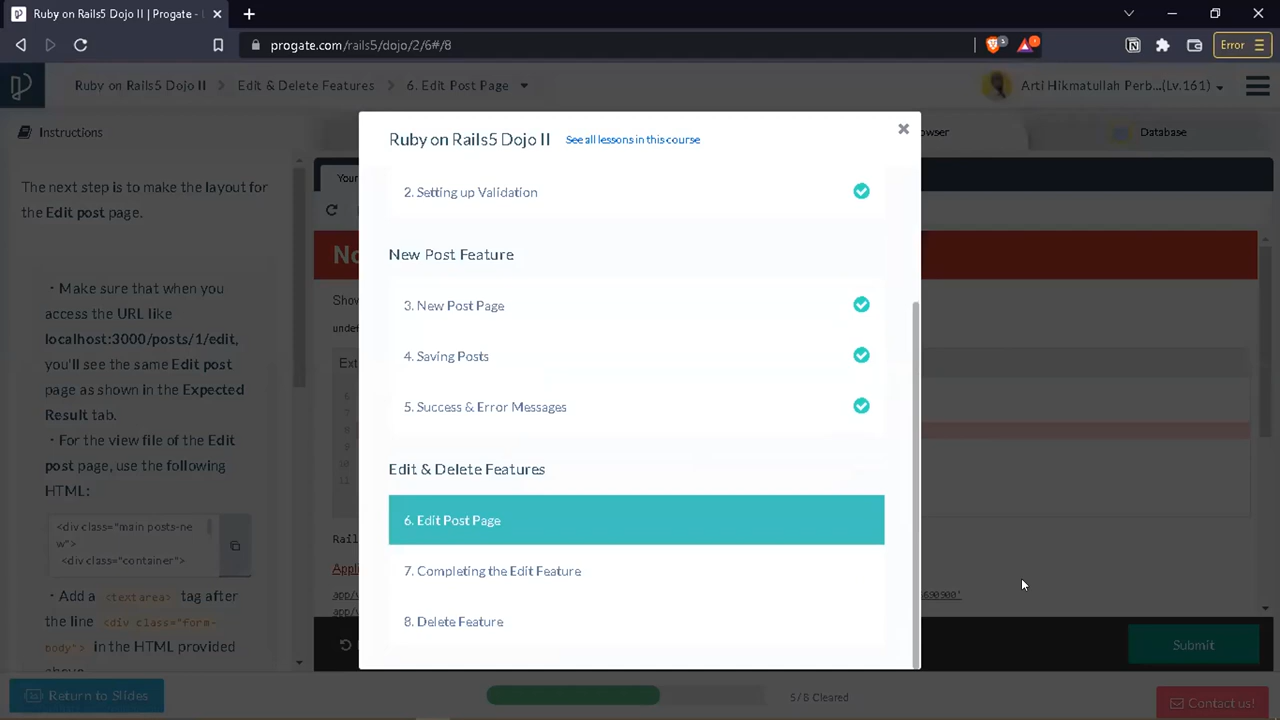 Ruby on Rails5 Dojo II | Progate -
progate.com/rails5/dojo/2/6#/8
Error
Ruby on Rails5 Dojo II
Edit & Delete Features
6. Edit Post Page
Arti Hikmatullah Perb...(Lv.161)
Instructions
Database
The next step is to make the layout for
the Edit post page.
・Make sure that when you
access the URL like
localhost:3000/posts/1/edit,
you'll see the same Edit post
page as shown in the Expected
Result tab.
・For the view file of the Edit
post page, use the following
HTML:
<div class="main posts-ne
w">
<div class="container">
・Add a <textarea> tag after
the line <div class="form-
body"> in the HTML provided
Ruby on Rails5 Dojo II
See all lessons in this course
2. Setting up Validation
New Post Feature
3. New Post Page
4. Saving Posts
5. Success & Error Messages
Edit & Delete Features
6. Edit Post Page
7. Completing the Edit Feature
8. Delete Feature
Submit
Return to Slides
5 / 8 Cleared
Contact us!